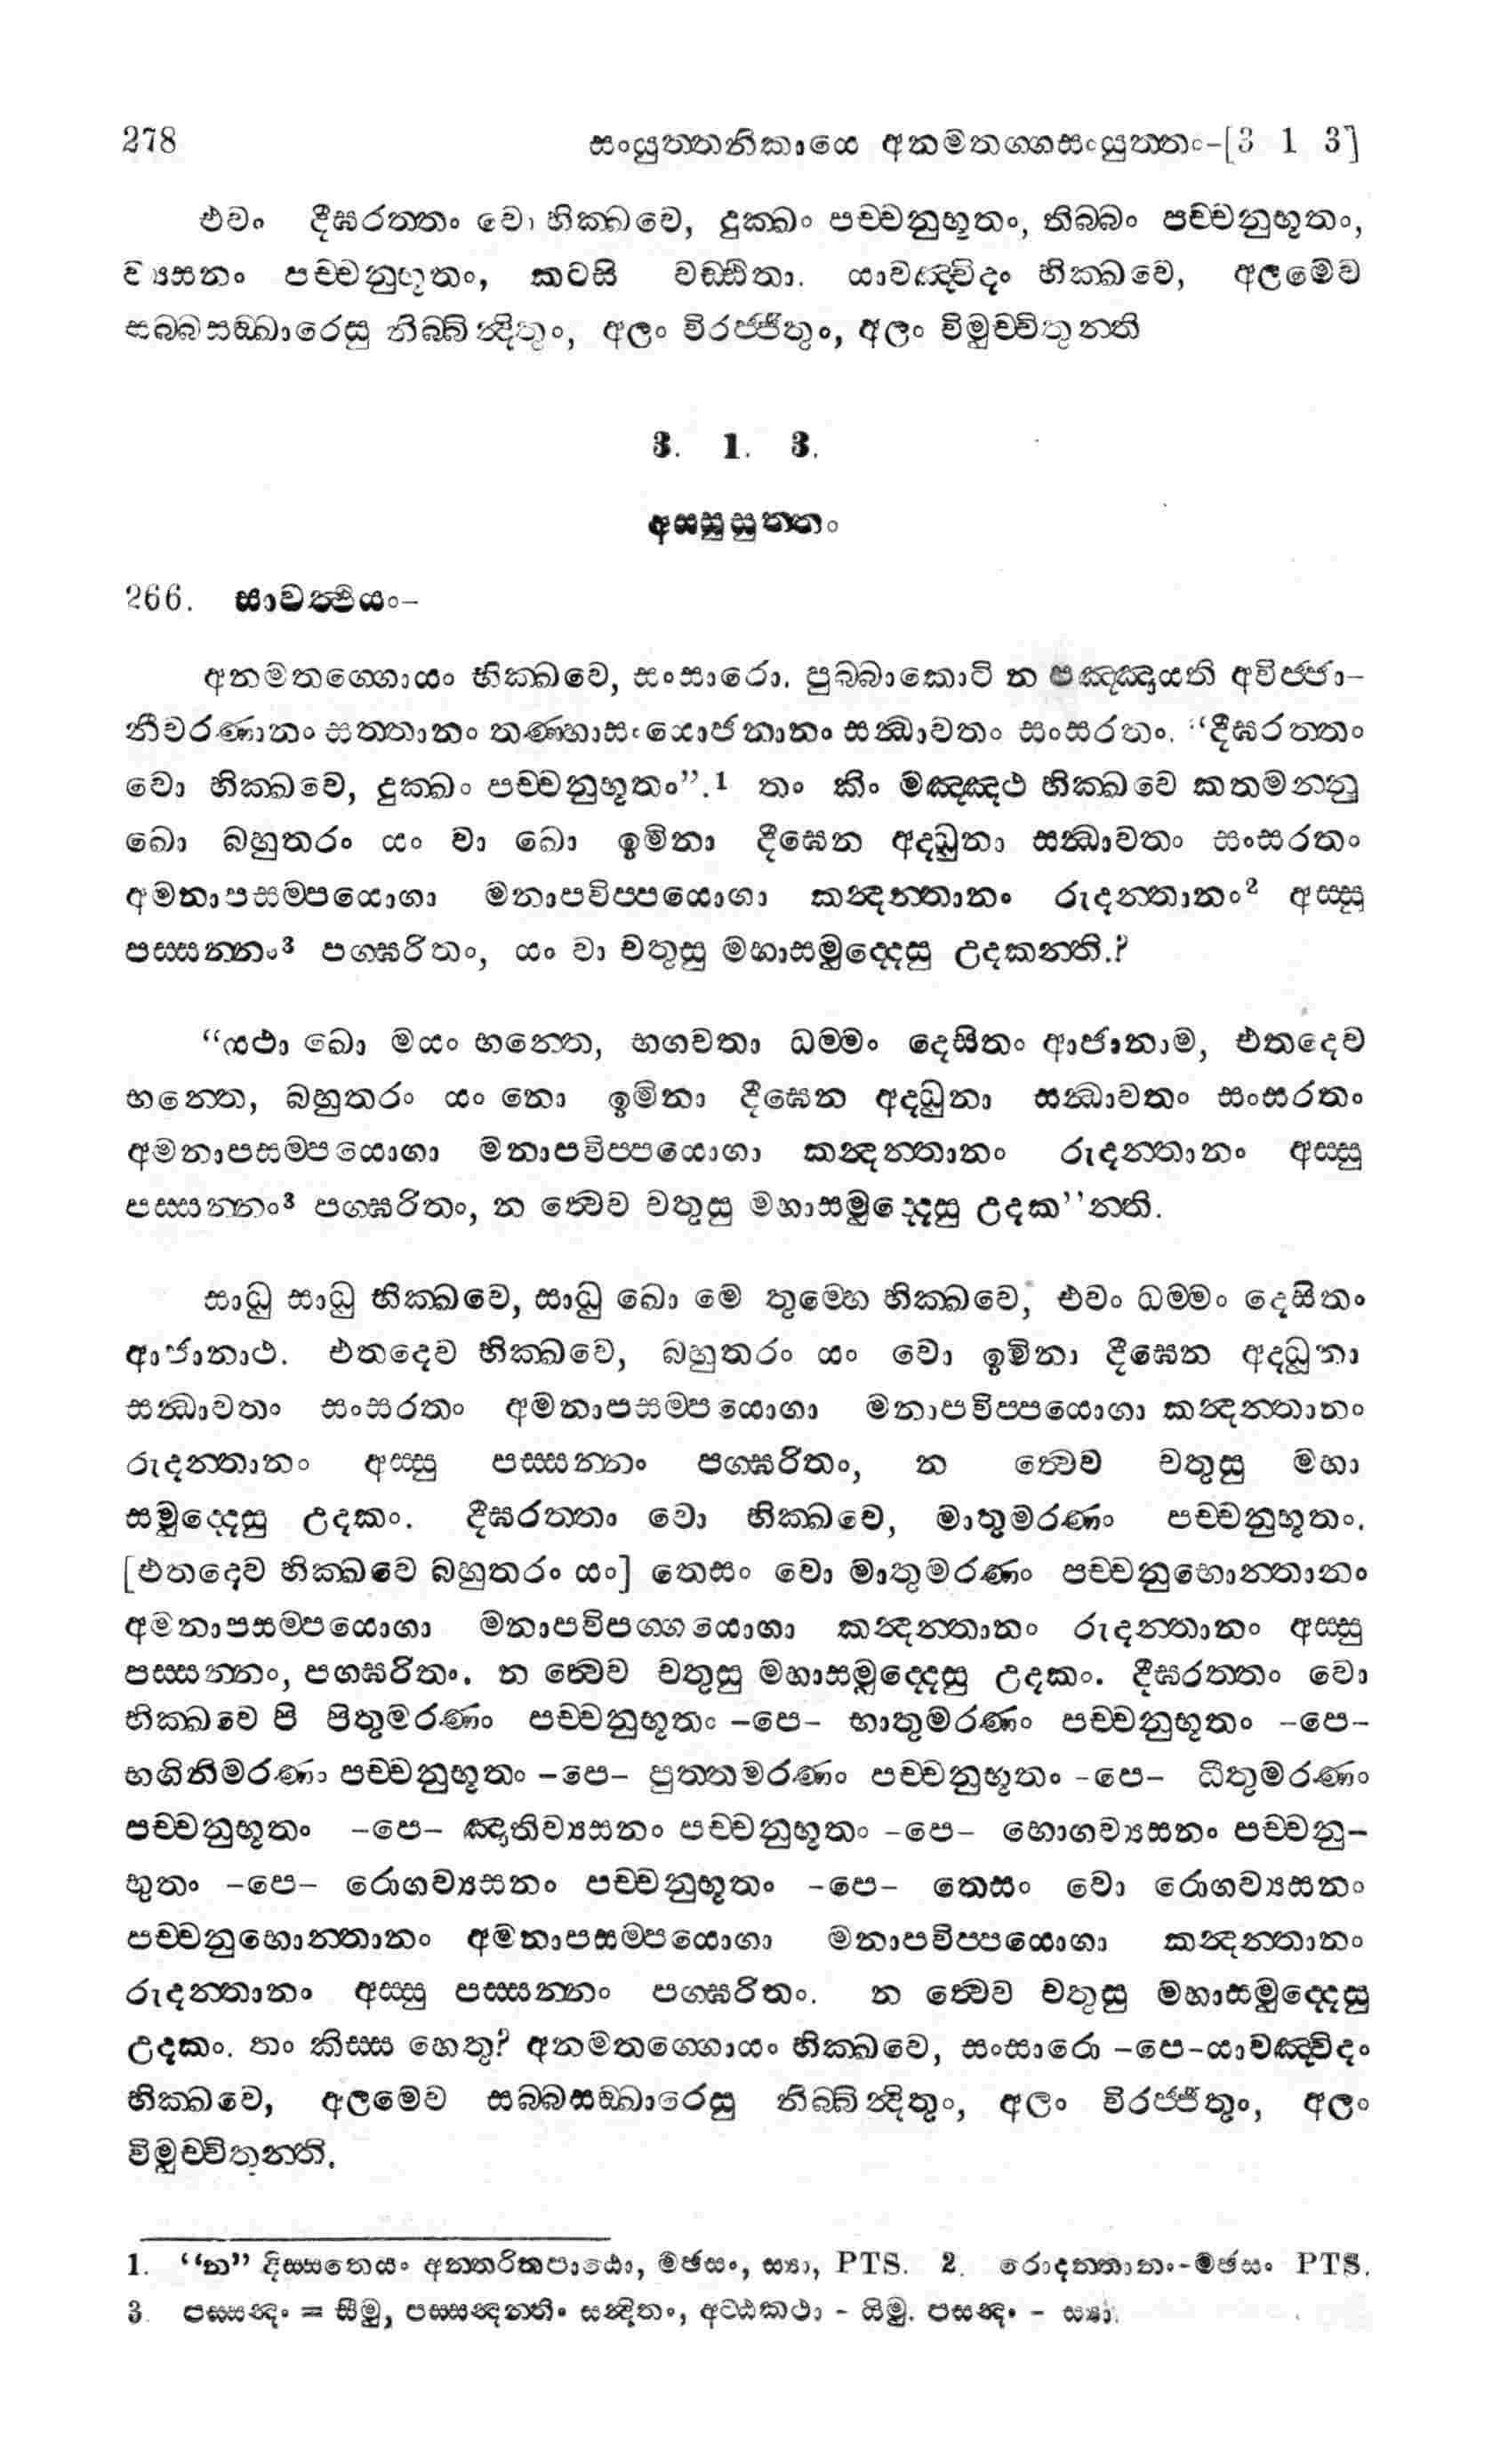 278 සංයුත්තනිකායෙ අනමතග්ගසංයුත්තං–[3 1 3]
එවං දීඝරත්තං වො භික්ඛවෙ, දුක්ඛං පච්චනුභූතං, තිබ්බං පච්චනුභූතං,
ව්‍යසනං පච්චනුභූතං, කටසි වඩ්ඪිතා. යාවඤ්චිදං භික්ඛවෙ, අලමෙව
සබ්බසඞ්ඛාරෙසු නිබ්බින්‍දිතුං, අලං විරජ්ජිතුං, අලං විමුච්චිතුන්ති
3. 1. 3.
අස්සුසුත්තං
266. සාවත්‍ථියං–
අනමතග්ගොයං භික්ඛවෙ, සංසාරො. පුබ්බාකොටි න පඤ්ඤායති අවිජ්ජා–
නීවරණානං සත්තානං තණ්හාසංයොජනානං සන්‍ධාවතං සංසරතං. “දීඝරත්තං
වො භික්ඛවෙ, දුක්ඛං පච්චනුභූතං”.1 තං කිං මඤ්ඤථ භික්ඛවෙ කතමන්නු
ඛො බහුතරං යං වා ඛො ඉමිනා දීඝෙන අද්ධුනා සන්‍ධාවතං සංසරතං
අමනාපසම්පයොගා මනාපවිප්පයොගා කන්‍දන්තානං රුදන්තානං2 අස්සු
පස්සන්නං3 පග්ඝරිතං, යං වා චතුසු මහාසමුද්දෙසු උදකන්ති.?
“යථා ඛො මයං භන්තෙ, භගවතා ධම්මං දෙසිතං ආජානාම, එතදෙව
භන්තෙ, බහුතරං යං නො ඉමිනා දීඝෙන අද්ධුනා සන්‍ධාවතං සංසරතං
අමනාපසම්පයොගා මනාපවිප්පයොගා කන්‍දන්තානං රුදන්තානං අස්සු
පස්සන්නං3 පග්ඝරිතං, න ත්‍වෙව චතුසු මහාසමුද්දෙසු උදක’’න්ති.
සාධු සාධු භික්ඛවෙ, සාධු ඛො මෙ තුම්හෙ භික්ඛවෙ, එවං ධම්මං දෙසිතං
ආජානාථ. එතදෙව භික්ඛවෙ, බහුතරං යං වො ඉමිනා දීඝෙන අද්ධුනා
සන්‍ධාවතං සංසරතං අමනාපසම්පයොගා මනාපවිප්පයොගා කන්‍දන්තානං
රුදන්තානං අස්සු පස්සන්නං පග්ඝරිතං, න ත්‍වෙව චතුසු මහා
සමුද්දෙසු උදකං. දීඝරත්තං වො භික්ඛවෙ, මාතුමරණං පච්චනුභූතං.
[එතදෙව භික්ඛවෙ බහුතරං යං] තෙසං වො මාතුමරණං පච්චනුභොන්තානං
අමනාපසම්පයොගා මනාපවිපග්ගයොගා කන්‍දන්තානං රුදන්තානං අස්සු
පස්සන්නං, පගඝරිතං. න ත්‍වෙව චතුසු මහාසමුද්දෙසු උදකං. දීඝරත්තං වො
භික්ඛවෙ පි පිතුමරණං පච්චනුභූතං –පෙ– භාතුමරණං පච්චනුභූතං –පෙ–
භගිනිමරණා පච්චනුභූතං –පෙ– පුත්තමරණං පච්චනුභූතං –පෙ– ධීතුමරණං
පච්චනුභූතං –පෙ– ඤාතිව්‍යසනං පච්චනුභූතං –පෙ– භොගව්‍යසනං පච්චනු–
භුතං –පෙ– රොගව්‍යසනං පච්චනුභූතං –පෙ– තෙසං වො රොගව්‍යසනං
පච්චනුභොන්තානං අමනාපසම්පයොගා මනාපවිප්පයොගා කන්‍දන්තානං
රුදන්තානං අස්සු පස්සන්නං පග්ඝරිතං. න ත්‍වෙව චතුසු මහාසමුද්දෙසු
උදකං. තං කිස්ස හෙතු? අනමතග්ගොයං භික්ඛවෙ, සංසාරො –පෙ–යාවඤ්චිදං
භික්ඛවෙ, අලමෙව සබ්බසඞ්ඛාරෙසු නිබ්බින්‍දිතුං, අලං විරජ්ජිතුං, අලං
විමුච්චිතුන්ති.
1. “න” දිස්සතෙයං අන්තරිතපාඨො, මඡසං, ස්‍යා, PTS. 2. රොදන්තානං-මඡසං PTS.
3. පස්සන්‍දං = සීමු, පස්සන්‍දන්ති සන්‍දිතං, අට්ඨකථා - සිමු. පසන්‍දං - ස්‍යා.